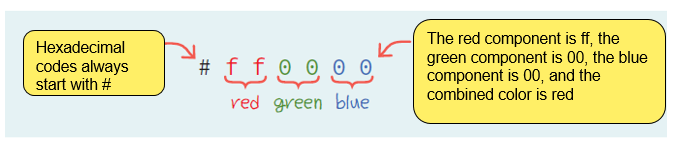 Hexadecimal
codes always
start with #
# f f 0 0 0 0
red green blue
The red component is ff, the
green component is 00, the blue
component is 00, and the
combined color is red